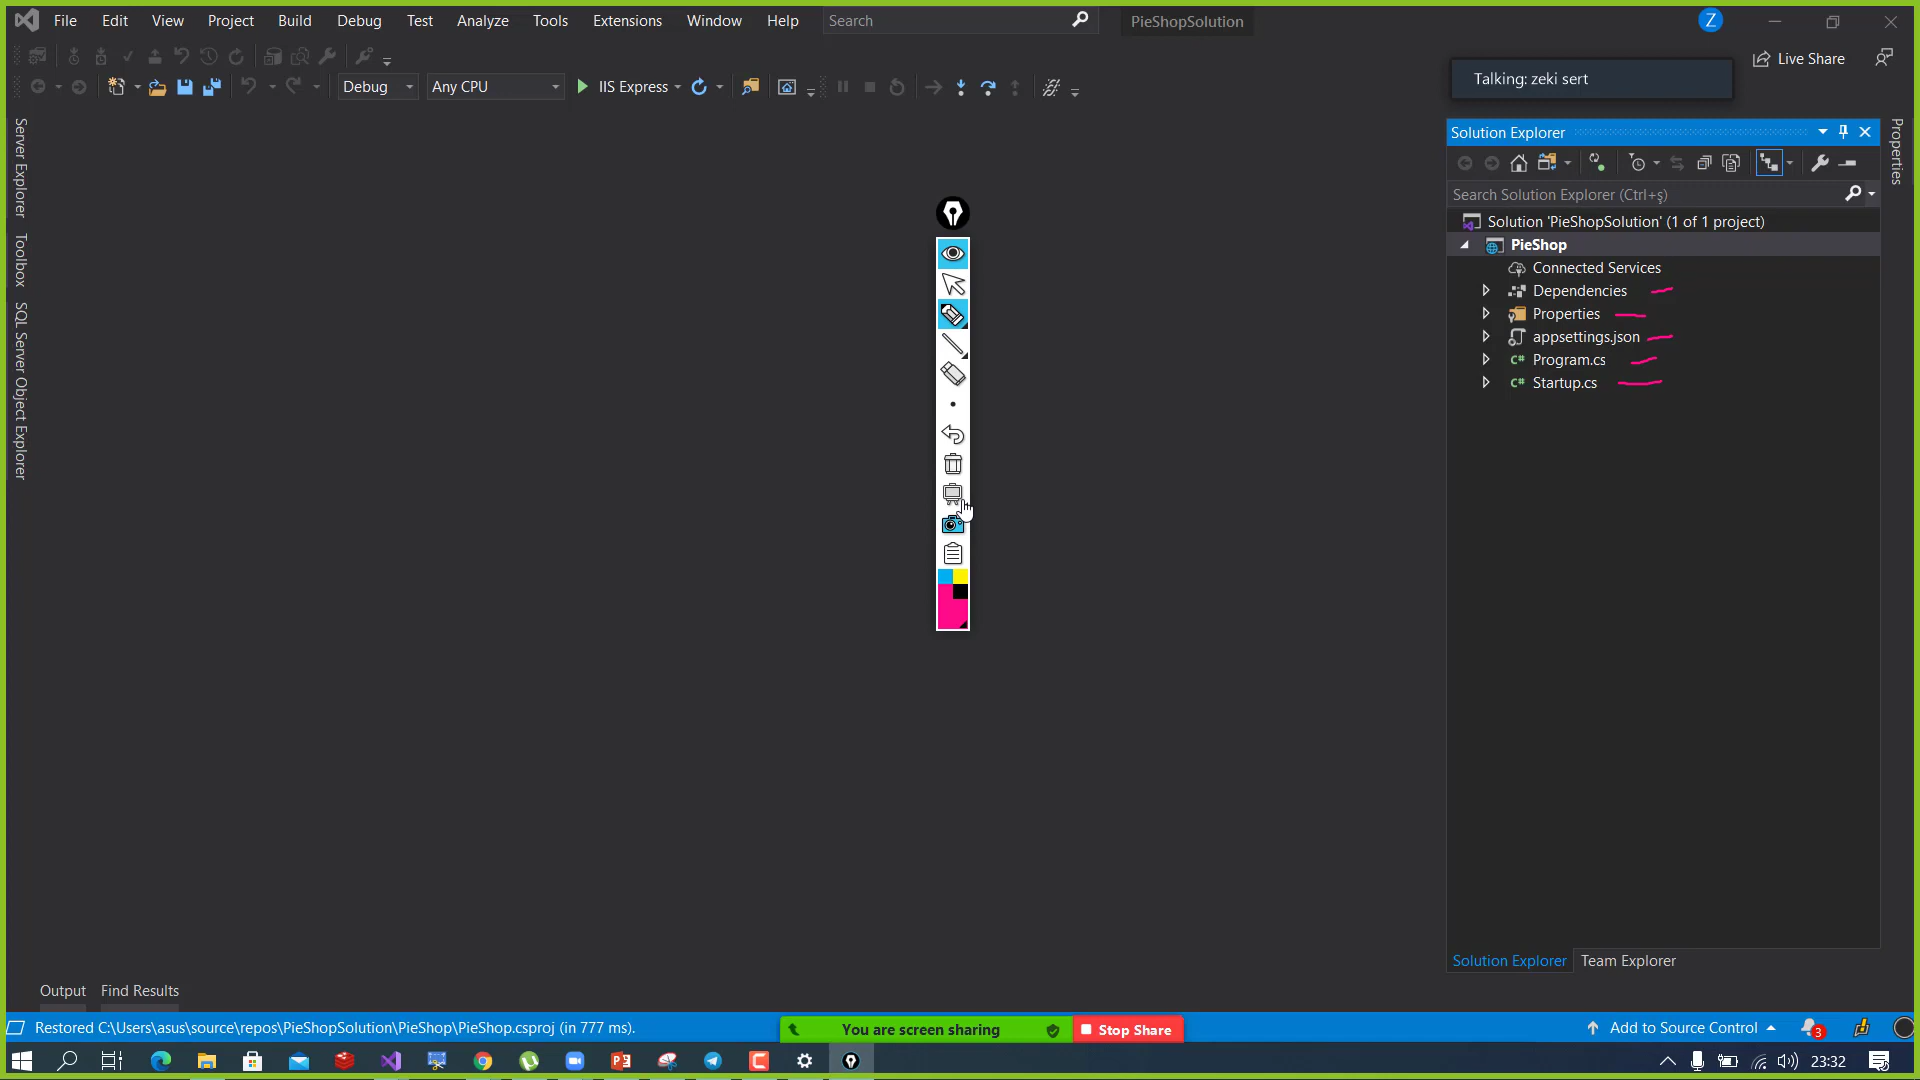 File Edit View Project Build Debug Test Analyze Tools Extensions Window Help Search PieShopSolution Z
Live Share
Talking: zeki sert
Debug Any CPU IIS Express
Server Explorer
Toolbox
SQL Server Object Explorer
Solution Explorer
Search Solution Explorer (Ctrl+ş)
Solution 'PieShopSolution' (1 of 1 project)
PieShop
Connected Services
Dependencies
Properties
appsettings.json
C# Program.cs
C# Startup.cs
Properties
Solution Explorer Team Explorer
Output Find Results
Restored C:\Users\asus\source\repos\PieShopSolution\PieShop\PieShop.csproj (in 777 ms).
You are screen sharing Stop Share
Add to Source Control 3
23:32